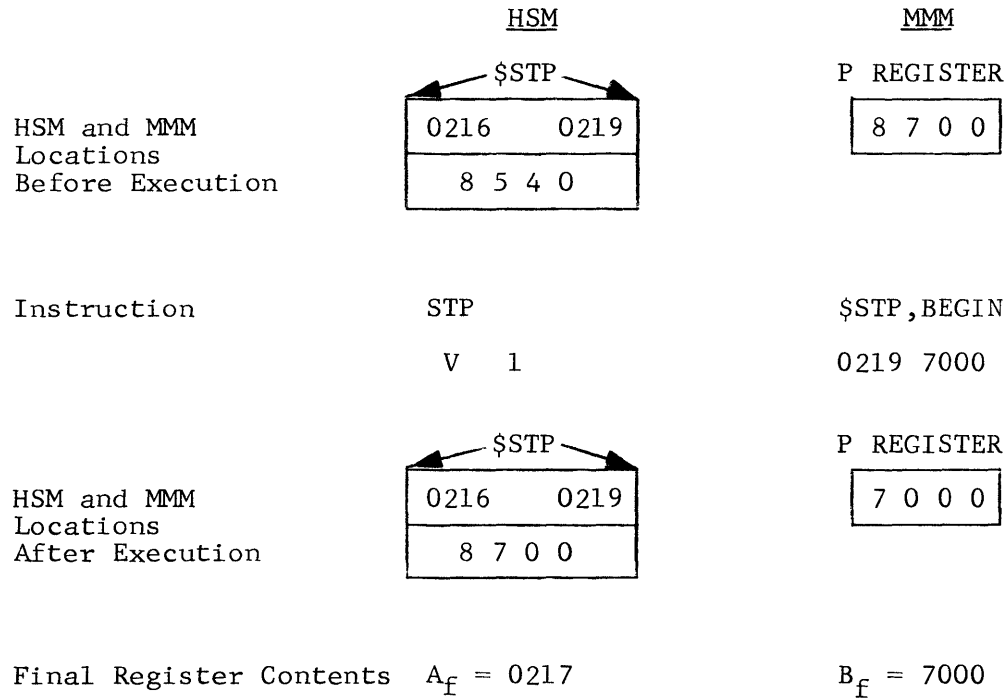 HSM MMM
$STP P REGISTER
HSM and MMM 0216 0219 8 7 0 0
Locations
Before Execution 8 5 4 0
Instruction STP $STP,BEGIN
V 1 0219 7000
$STP P REGISTER
HSM and MMM 0216 0219 7 0 0 0
Locations
After Execution 8 7 0 0
Final Register Contents Af = 0217 Bf = 7000